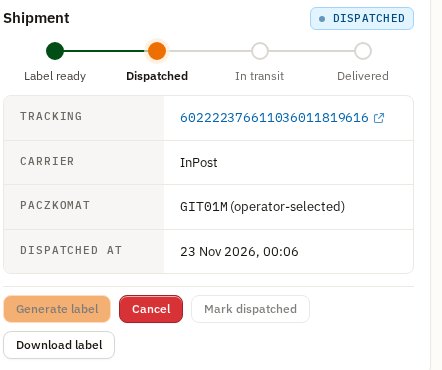 Shipment
DISPATCHED
Label ready Dispatched In transit Delivered
TRACKING 602222376611036011819616
CARRIER InPost
PACZKOMAT GIT01M (operator-selected)
DISPATCHED AT 23 Nov 2026, 00:06
Generate label Cancel Mark dispatched
Download label